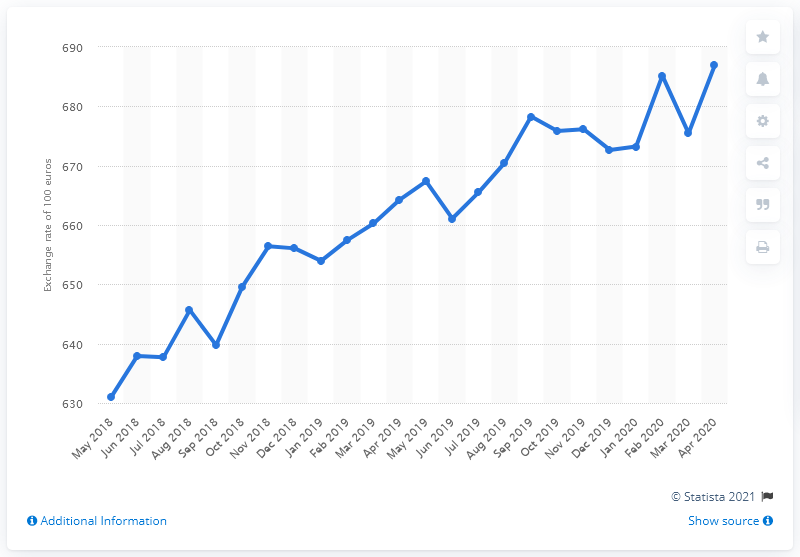 690
680
670
660
650
640
630
Exchange rate of 100 euros
May 2018
Jun 2018
Jul 2018
Aug 2018
Sep 2018
Oct 2018
Nov 2018
Dec 2018
Jan 2019
Feb 2019
Mar 2019
Apr 2019
May 2019
Jun 2019
Jul 2019
Aug 2019
Sep 2019
Oct 2019
Nov 2019
Dec 2019
Jan 2020
Feb 2020
Mar 2020
Apr 2020
© Statista 2021
Additional Information
Show source